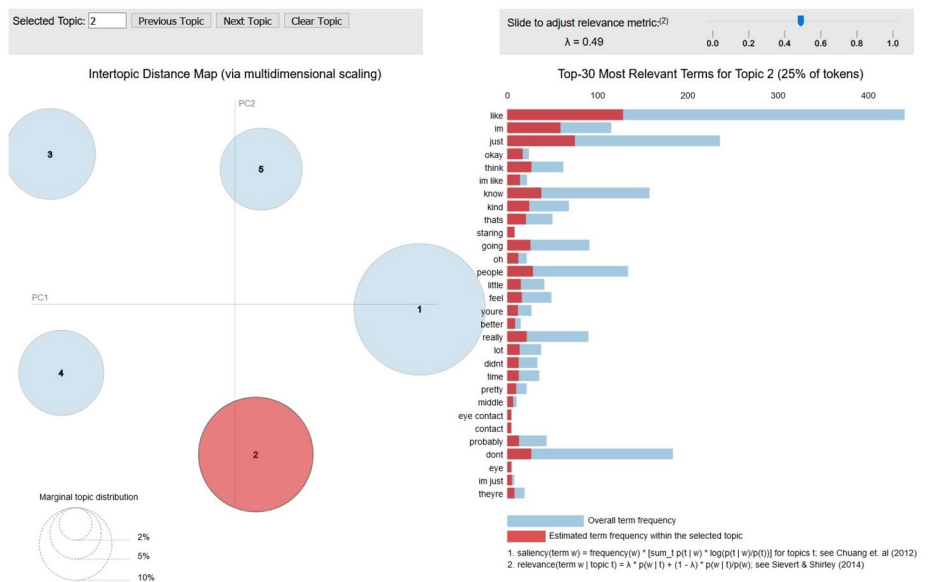 Selected Topic: 2 Previous Topic Next Topic Clear Topic
Slide to adjust relevance metric:(2)
λ = 0.49
0.0 0.2 0.4 0.6 0.8 1.0
Intertopic Distance Map (via multidimensional scaling)
PC2
PC1
3
5
1
4
2
Marginal topic distribution
2%
5%
10%
Top-30 Most Relevant Terms for Topic 2 (25% of tokens)
0 100 200 300 400
like
im
just
okay
think
im like
know
kind
thats
staring
going
oh
people
little
feel
youre
better
really
lot
didnt
time
pretty
middle
eye contact
contact
probably
dont
eye
im just
theyre
Overall term frequency
Estimated term frequency within the selected topic
1. saliency(term w) = frequency(w) * [sum_t p(t | w) * log(p(t | w)/p(t))] for topics t; see Chuang et. al (2012)
2. relevance(term w | topic t) = λ * p(w | t) + (1 - λ) * p(w | t)/p(w); see Sievert & Shirley (2014)